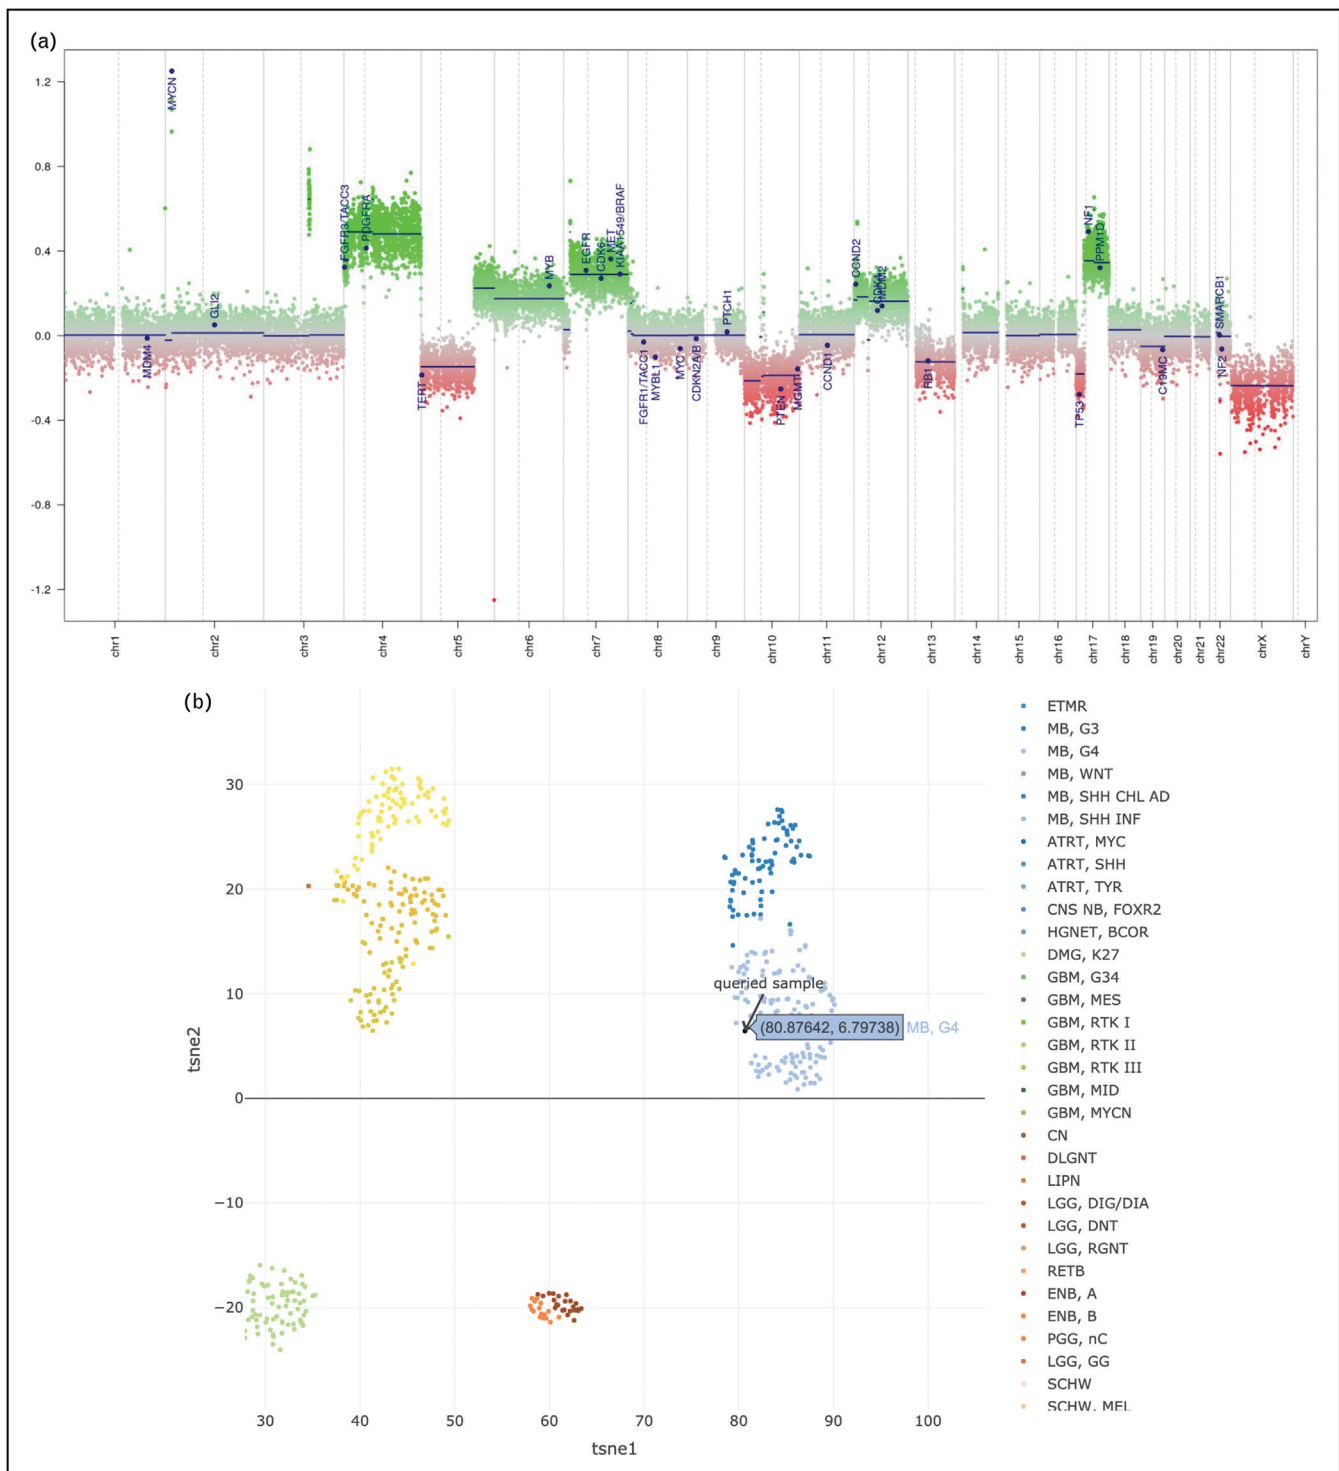 (a)
1.2
0.8
0.4
0.0
-0.4
-0.8
-1.2
MYCN
MDM4
GLI2
FGFR3/TACC3
PDGFRA
TERT
MYB
EGFR
CDK6
MET
KIAA1549/BRAF
FGFR1/TACC1
MYBL1
MYC
CDKN2A/B
PTCH1
PTEN
MGMT
CCND1
CCND2
MDM2
RB1
TP53
NF1
PPM1D
C19MC
SMARCB1
NF2
chr1
chr2
chr3
chr4
chr5
chr6
chr7
chr8
chr9
chr10
chr11
chr12
chr13
chr14
chr15
chr16
chr17
chr18
chr19
chr20
chr21
chr22
chrX
chrY
(b)
30
20
10
0
−10
−20
tsne2
queried sample
(80.87642, 6.79738) MB, G4
30 40 50 60 70 80 90 100
tsne1
ETMR
MB, G3
MB, G4
MB, WNT
MB, SHH CHL AD
MB, SHH INF
ATRT, MYC
ATRT, SHH
ATRT, TYR
CNS NB, FOXR2
HGNET, BCOR
DMG, K27
GBM, G34
GBM, MES
GBM, RTK I
GBM, RTK II
GBM, RTK III
GBM, MID
GBM, MYCN
CN
DLGNT
LIPN
LGG, DIG/DIA
LGG, DNT
LGG, RGNT
RETB
ENB, A
ENB, B
PGG, nC
LGG, GG
SCHW
SCHW, MEL